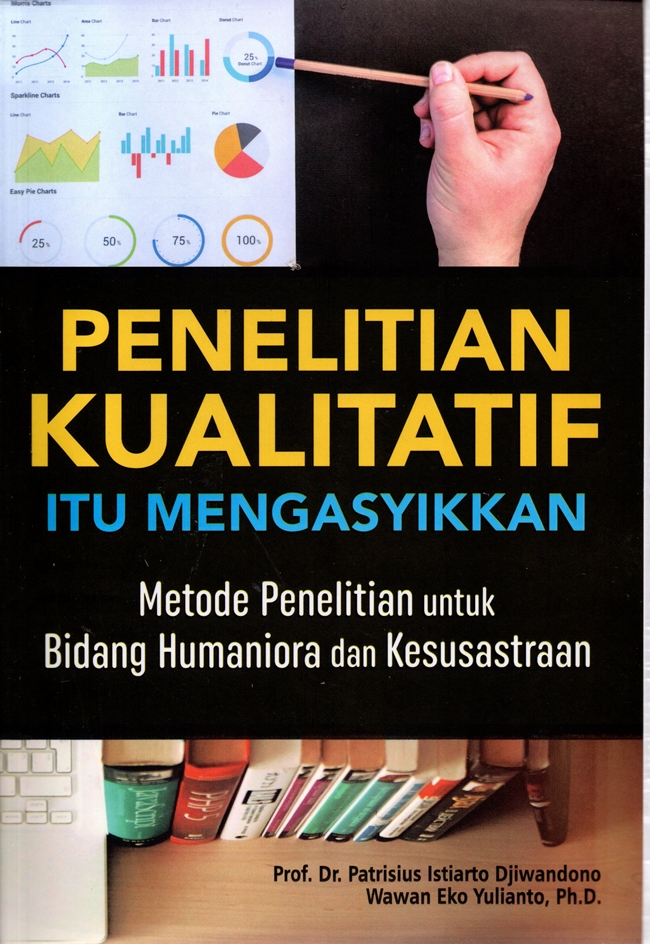 Morris Charts
Line Chart
Area Chart
Bar Chart
Donut Chart
25%
Donut Chart
Sparkline Charts
Line Chart
Bar Chart
Pie Chart
Easy Pie Charts
25%
50%
75%
100%
PENELITIAN
KUALITATIF
ITU MENGASYIKKAN
Metode Penelitian untuk
Bidang Humaniora dan Kesusastraan
Prof. Dr. Patrisius Istiarto Djiwandono
Wawan Eko Yulianto, Ph.D.